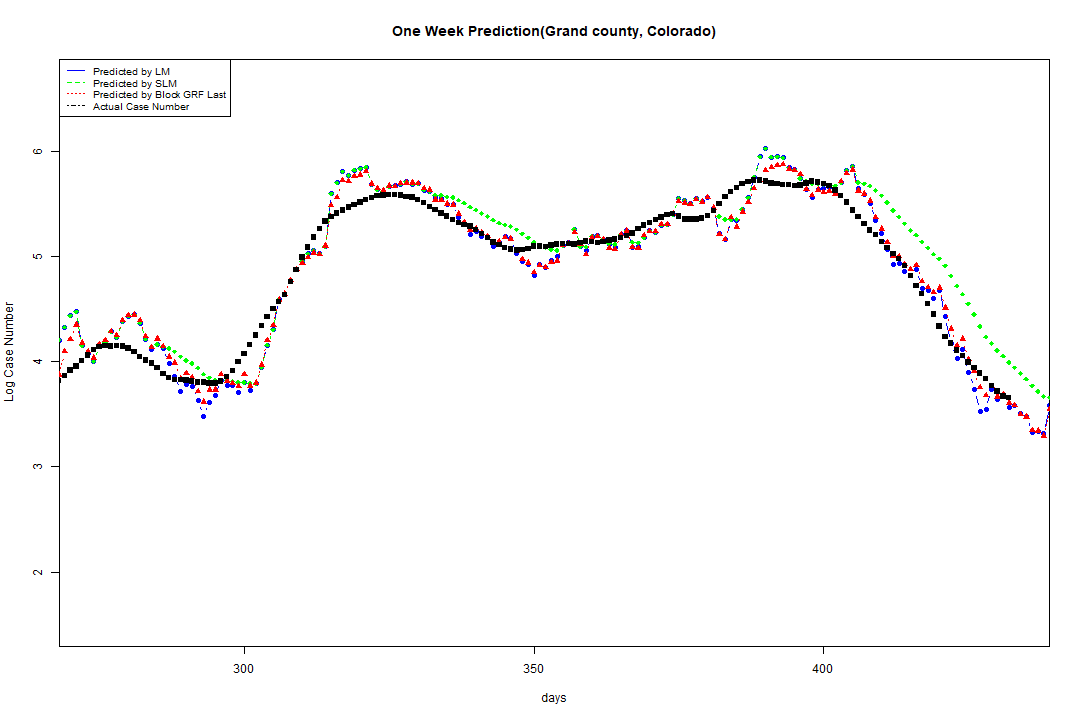 One Week Prediction(Grand county, Colorado)
Predicted by LM
Predicted by SLM
Predicted by Block GRF Last
Actual Case Number
6
5
4
3
2
Log Case Number
300
350
400
days